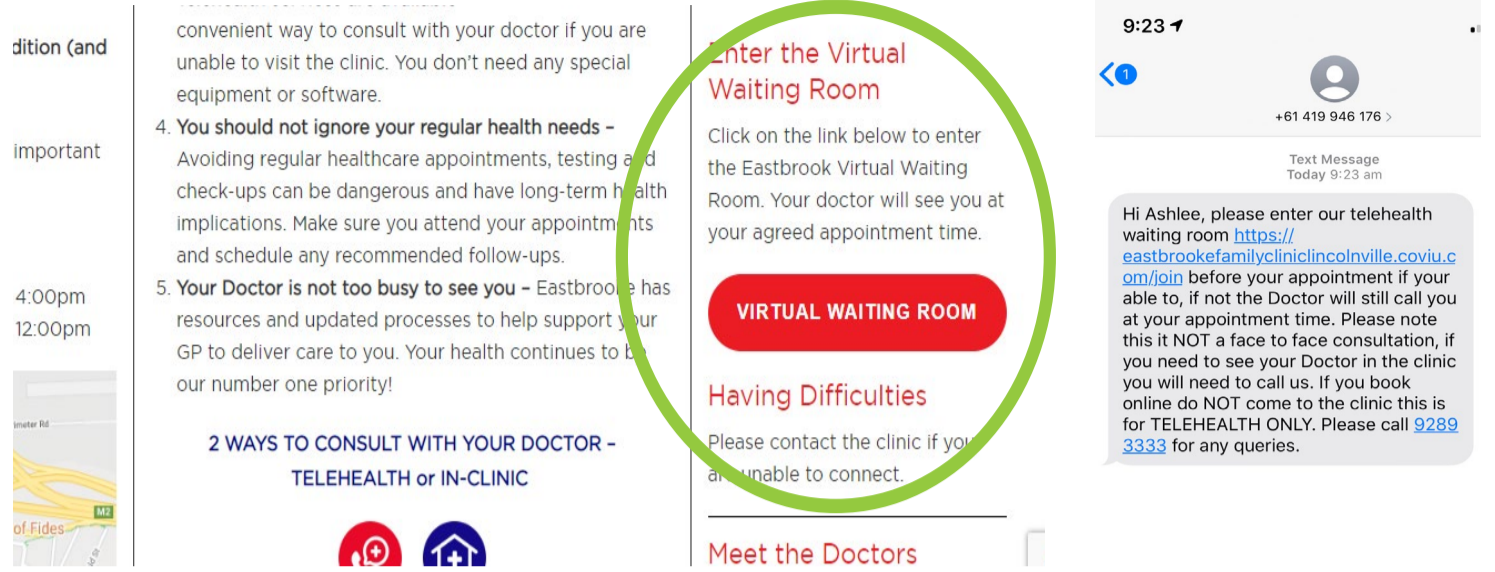 dition (and
important
4:00pm
12:00pm
imeter Rd
M2
of Fides
convenient way to consult with your doctor if you are
unable to visit the clinic. You don't need any special
equipment or software.
4. You should not ignore your regular health needs –
Avoiding regular healthcare appointments, testing and
check-ups can be dangerous and have long-term health
implications. Make sure you attend your appointments
and schedule any recommended follow-ups.
5. Your Doctor is not too busy to see you – Eastbrooke has
resources and updated processes to help support your
GP to deliver care to you. Your health continues to be
our number one priority!
2 WAYS TO CONSULT WITH YOUR DOCTOR –
TELEHEALTH or IN-CLINIC
Enter the Virtual
Waiting Room
Click on the link below to enter
the Eastbrook Virtual Waiting
Room. Your doctor will see you at
your agreed appointment time.
VIRTUAL WAITING ROOM
Having Difficulties
Please contact the clinic if you
are unable to connect.
Meet the Doctors
9:23
1
+61 419 946 176 >
Text Message
Today 9:23 am
Hi Ashlee, please enter our telehealth
waiting room https://
eastbrookefamilycliniclincolnville.coviu.c
om/join before your appointment if your
able to, if not the Doctor will still call you
at your appointment time. Please note
this it NOT a face to face consultation, if
you need to see your Doctor in the clinic
you will need to call us. If you book
online do NOT come to the clinic this is
for TELEHEALTH ONLY. Please call 9289
3333 for any queries.